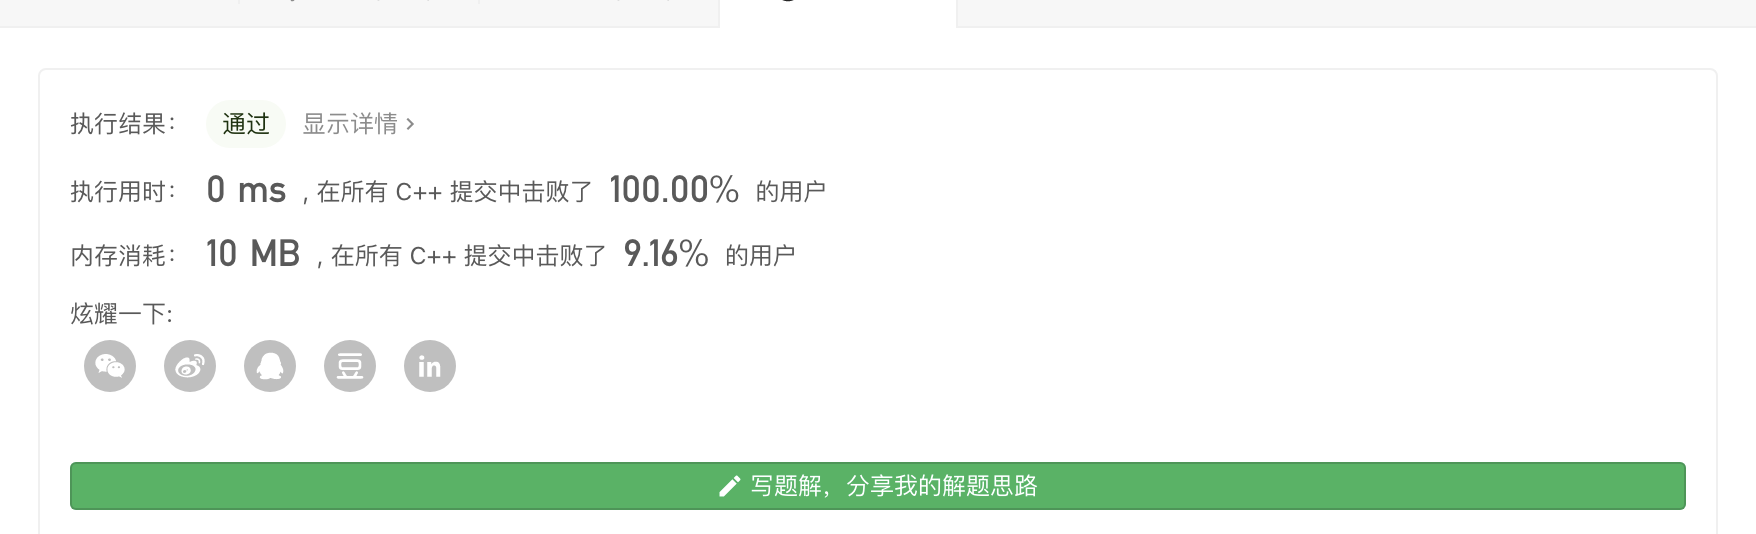 执行结果： 通过 显示详情 >
执行用时： 0 ms , 在所有 C++ 提交中击败了 100.00% 的用户
内存消耗： 10 MB , 在所有 C++ 提交中击败了 9.16% 的用户
炫耀一下:
豆 in
写题解，分享我的解题思路